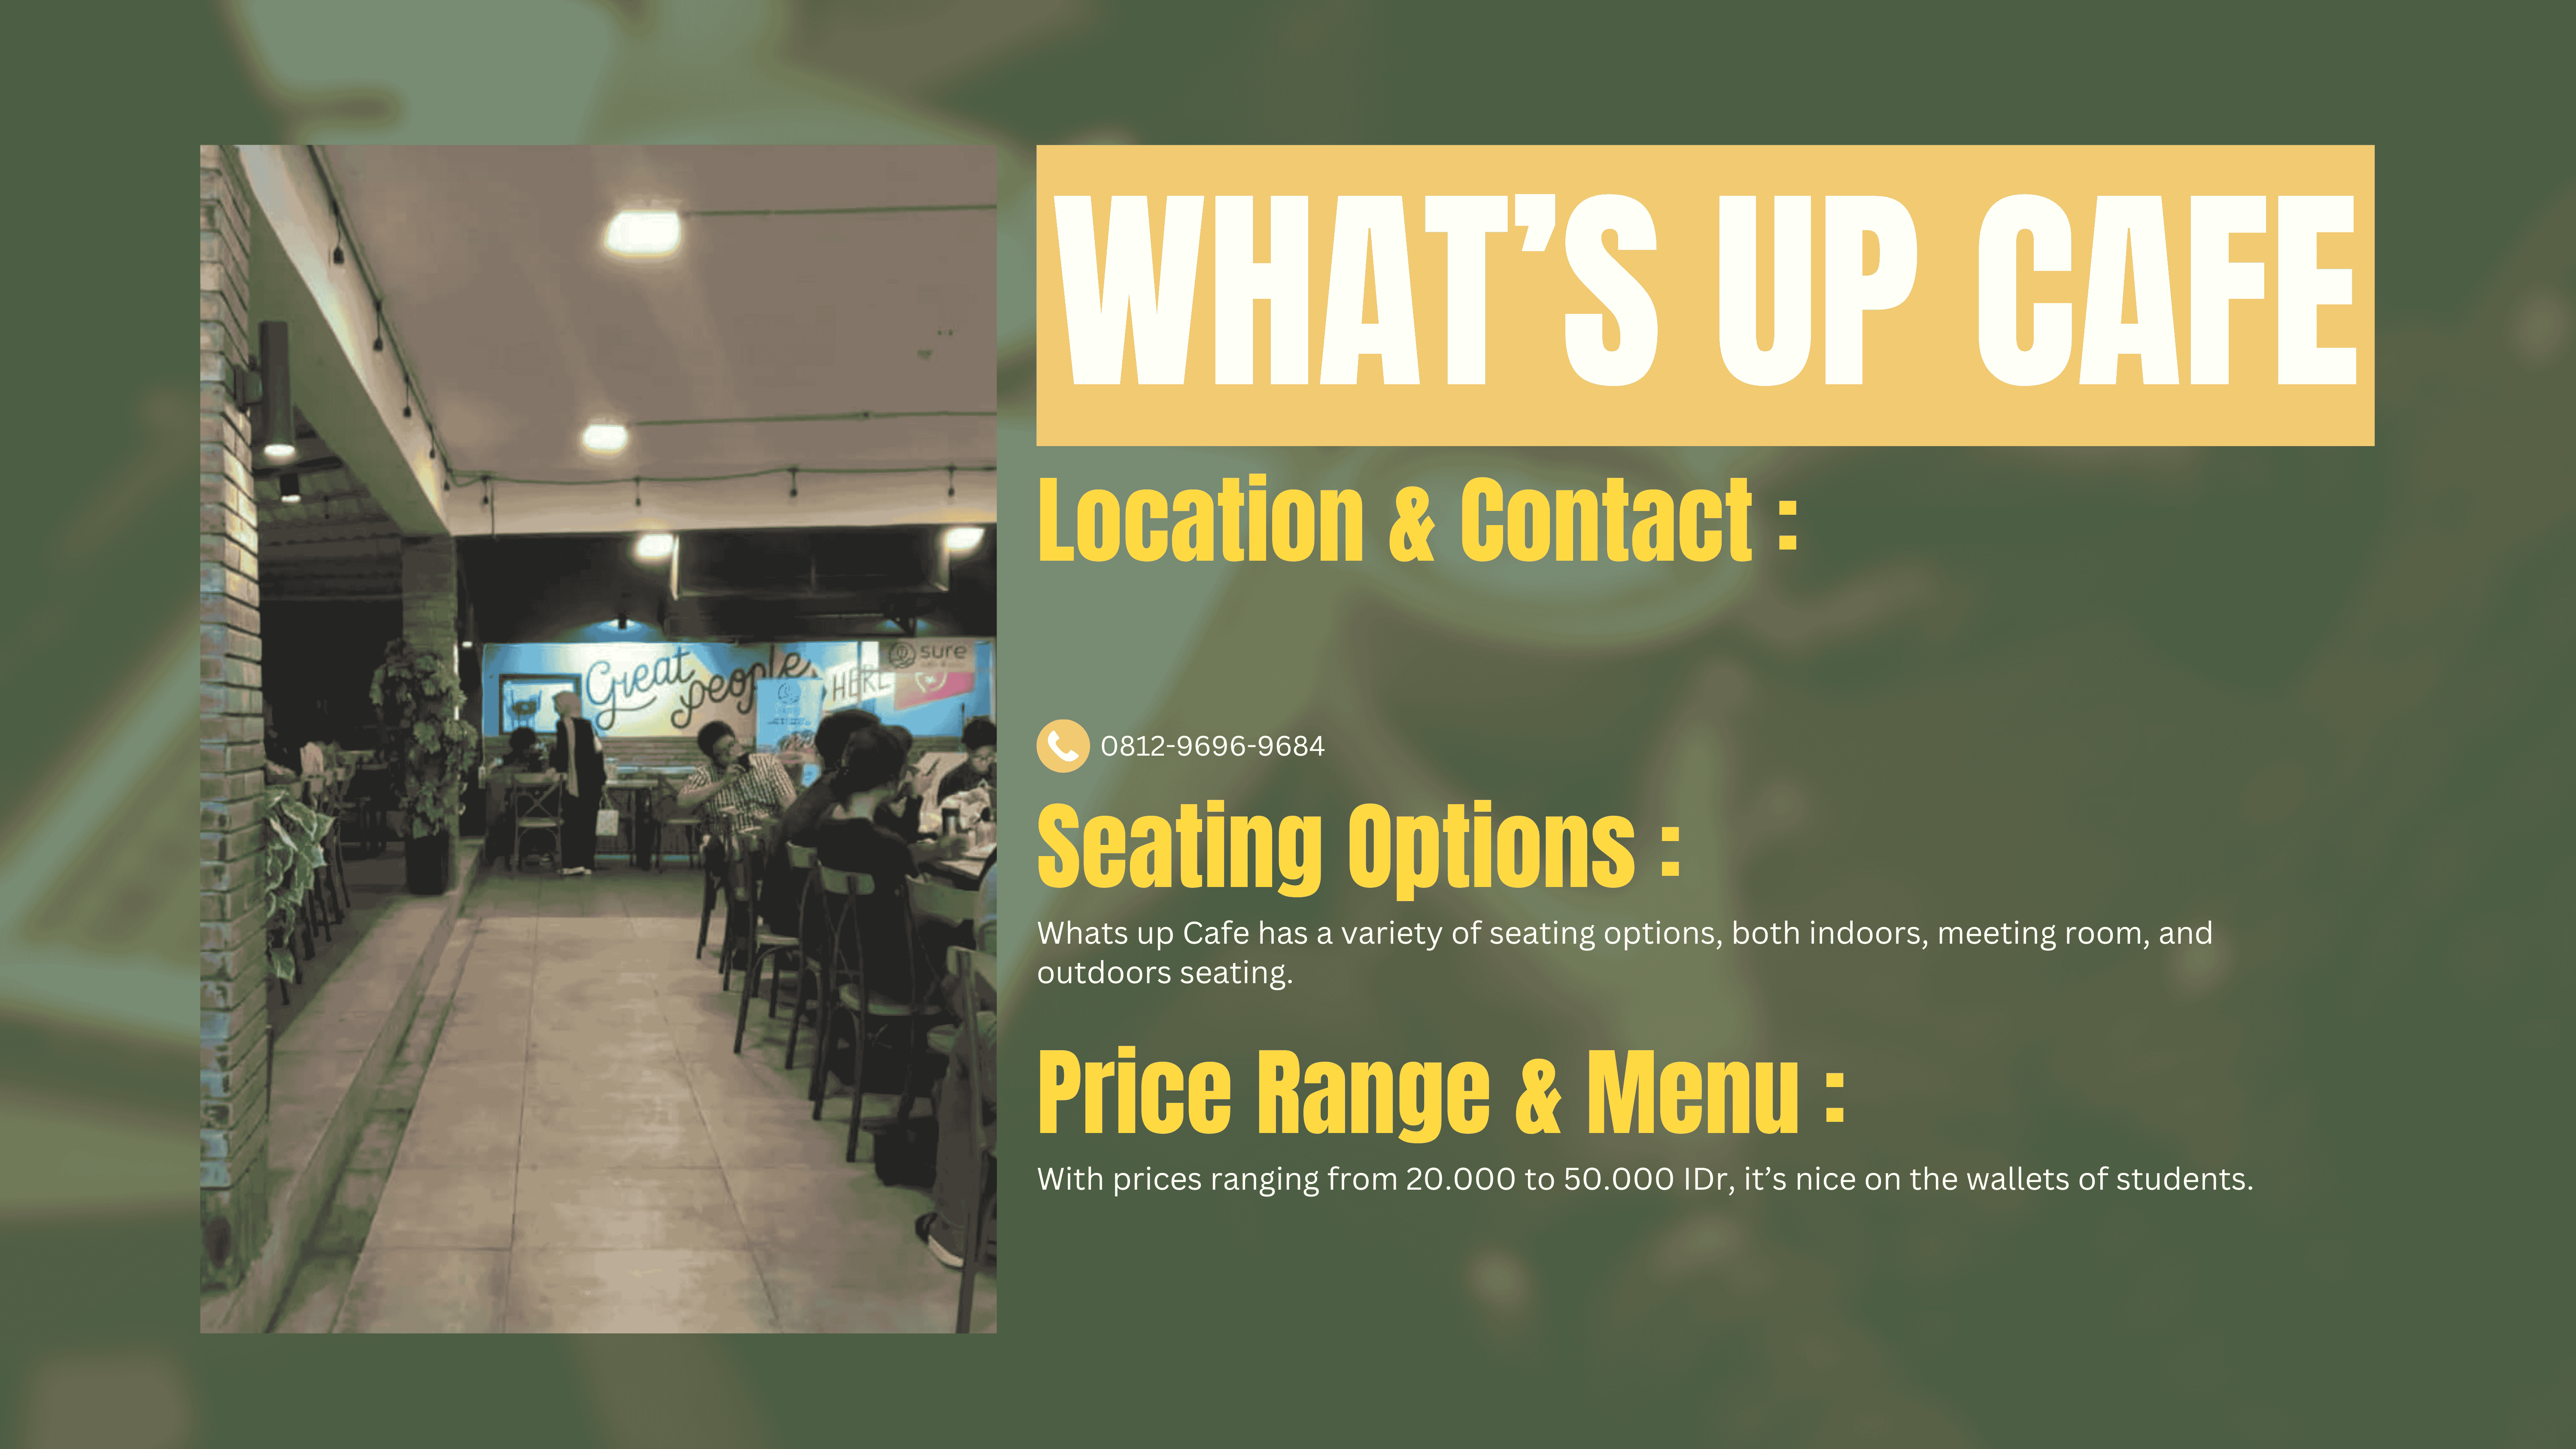 WHAT’S UP CAFE
Location & Contact :
0812-9696-9684
Seating Options :
Whats up Cafe has a variety of seating options, both indoors, meeting room, and
outdoors seating.
Price Range & Menu :
With prices ranging from 20.000 to 50.000 IDr, it’s nice on the wallets of students.
Great
people
HERE
sure